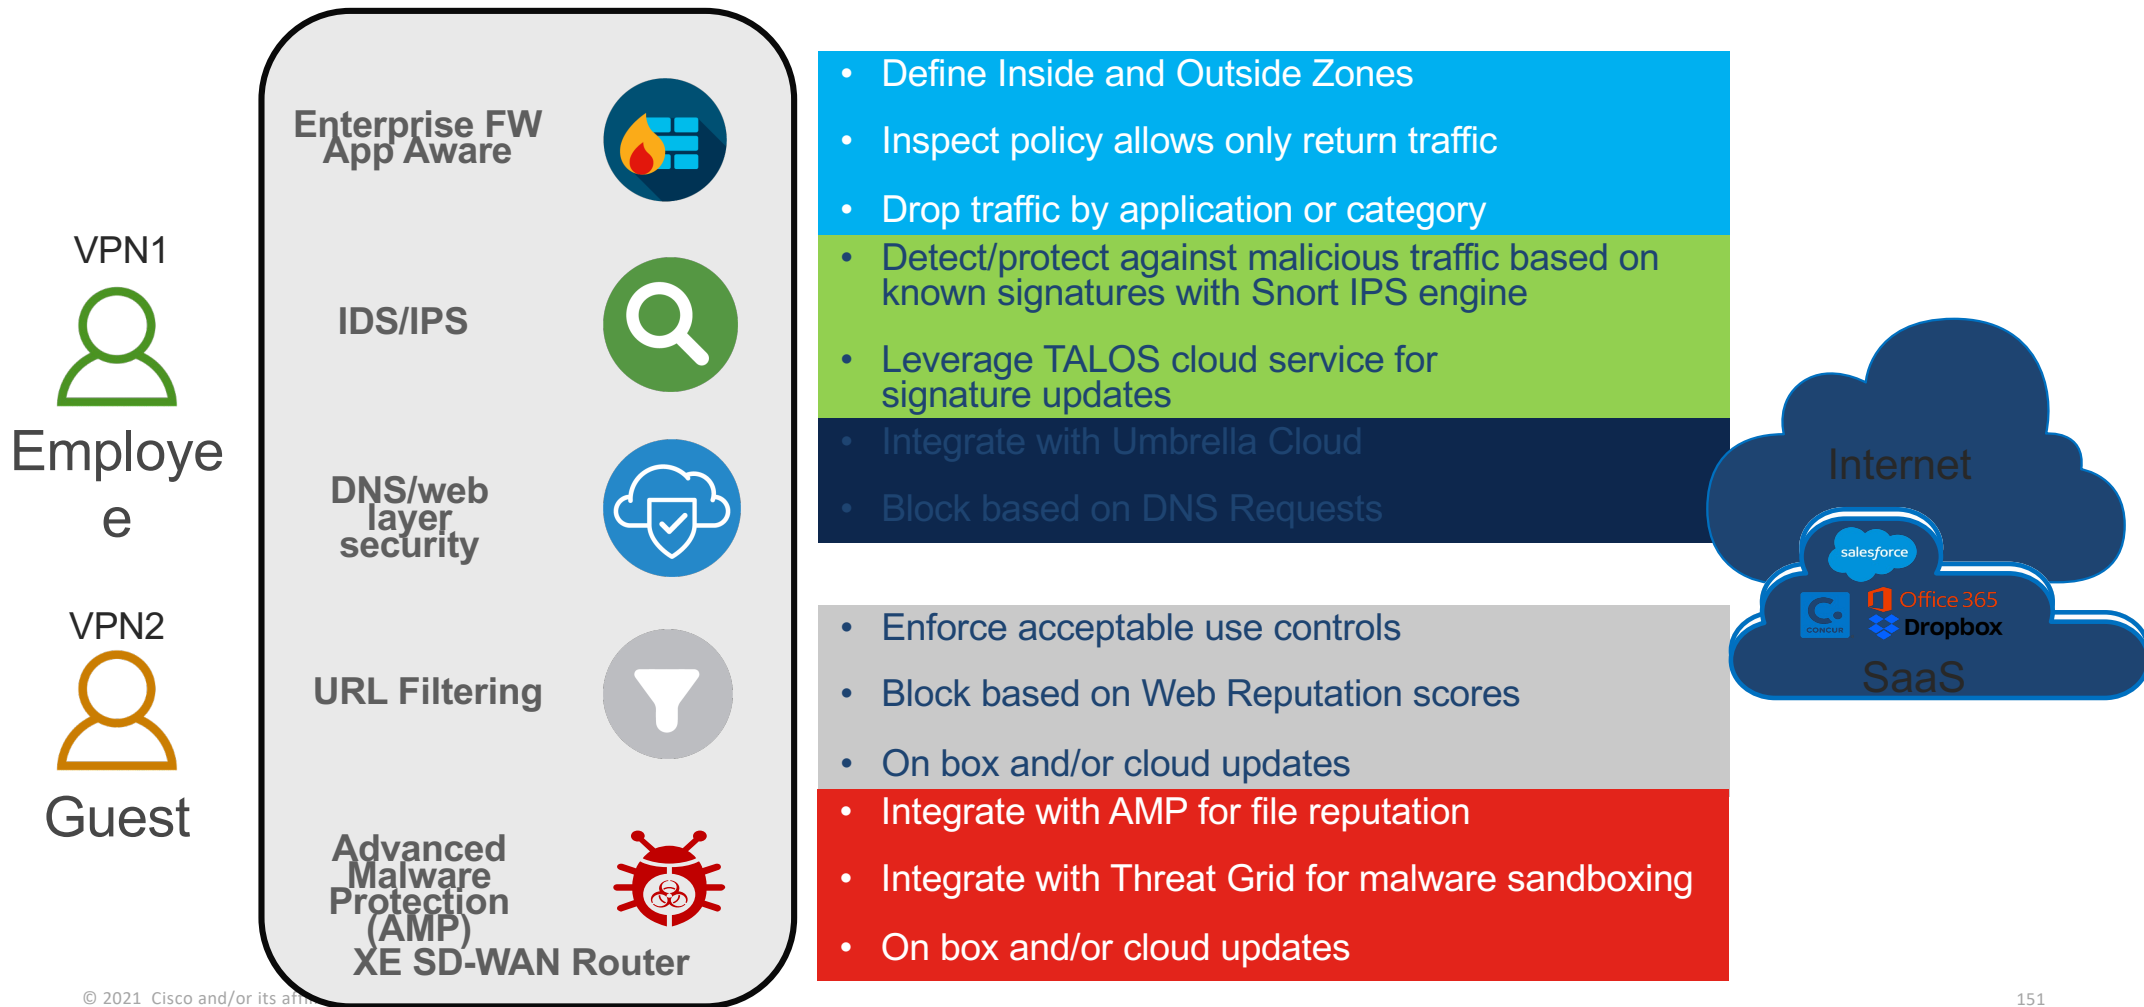 VPN1
Employe
e
VPN2
Guest
Enterprise FW
App Aware
IDS/IPS
DNS/web
layer
security
URL Filtering
Advanced
Malware
Protection
(AMP)
XE SD-WAN Router
• Define Inside and Outside Zones
• Inspect policy allows only return traffic
• Drop traffic by application or category
• Detect/protect against malicious traffic based on
known signatures with Snort IPS engine
• Leverage TALOS cloud service for
signature updates
• Integrate with Umbrella Cloud
• Block based on DNS Requests
• Enforce acceptable use controls
• Block based on Web Reputation scores
• On box and/or cloud updates
• Integrate with AMP for file reputation
• Integrate with Threat Grid for malware sandboxing
• On box and/or cloud updates
Internet
salesforce
C.
CONCUR
Office 365
Dropbox
SaaS
© 2021 Cisco and/or its
151